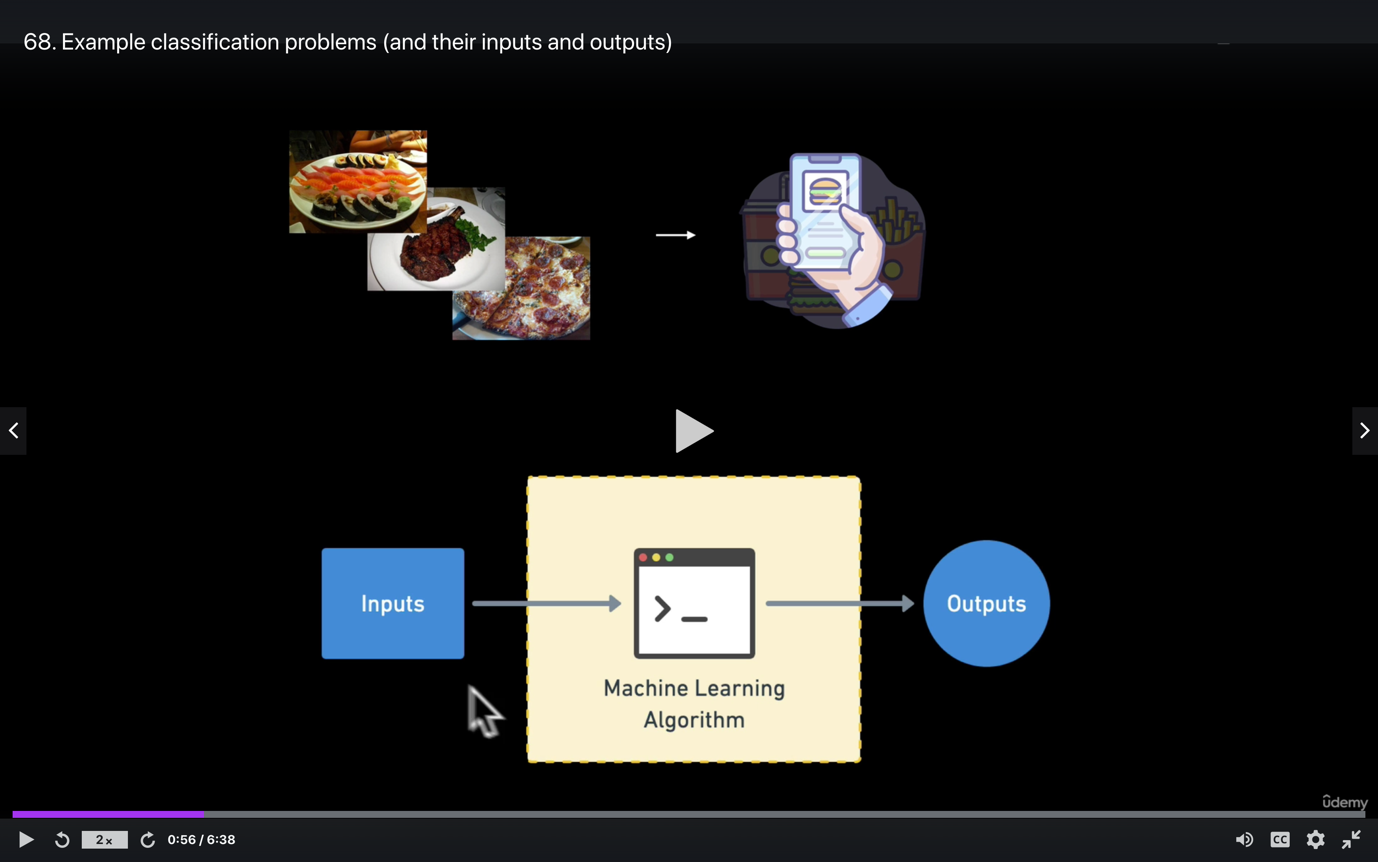 68. Example classification problems (and their inputs and outputs)
Inputs
Machine Learning
Algorithm
Outputs
ûdemy
2x
0:56 / 6:38
CC